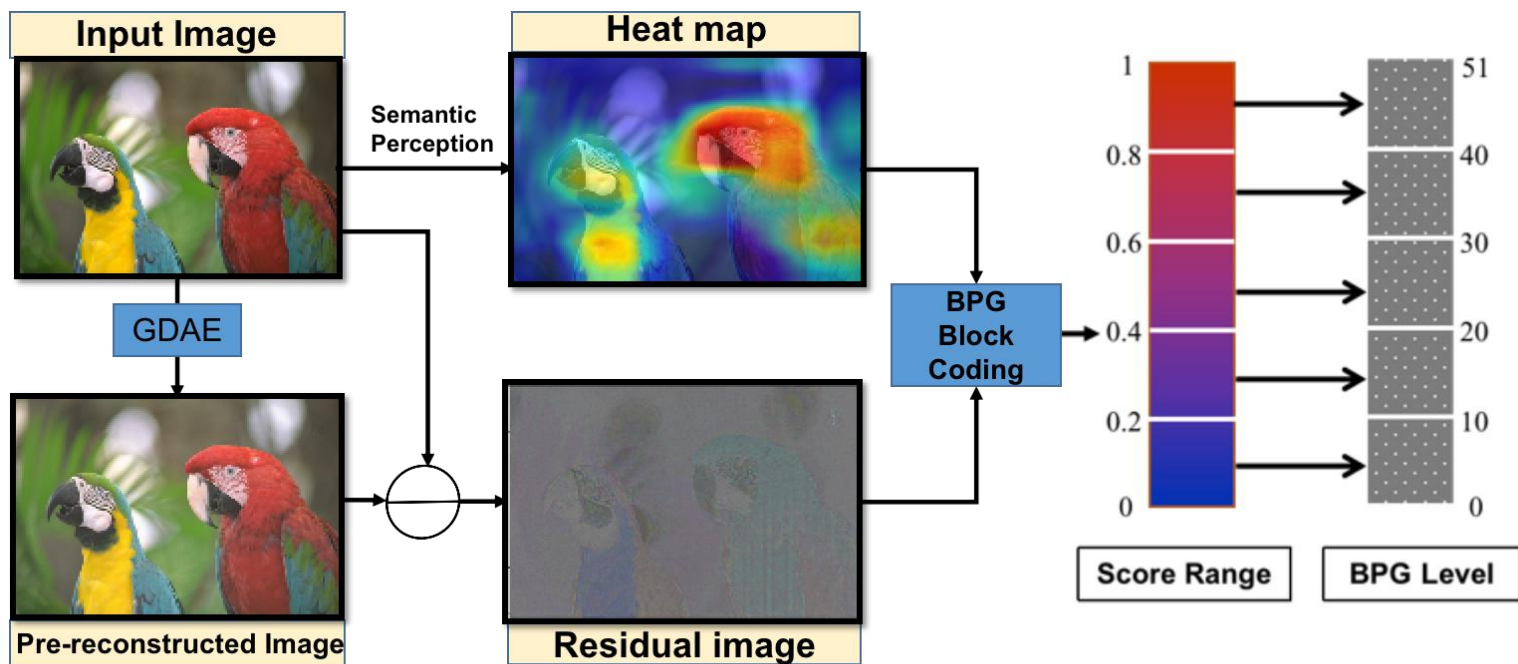 Input Image
Heat map
Semantic
Perception
GDAE
BPG
Block
Coding
Pre-reconstructed Image
Residual image
1
0.8
0.6
0.4
0.2
0
51
40
30
20
10
0
Score Range
BPG Level